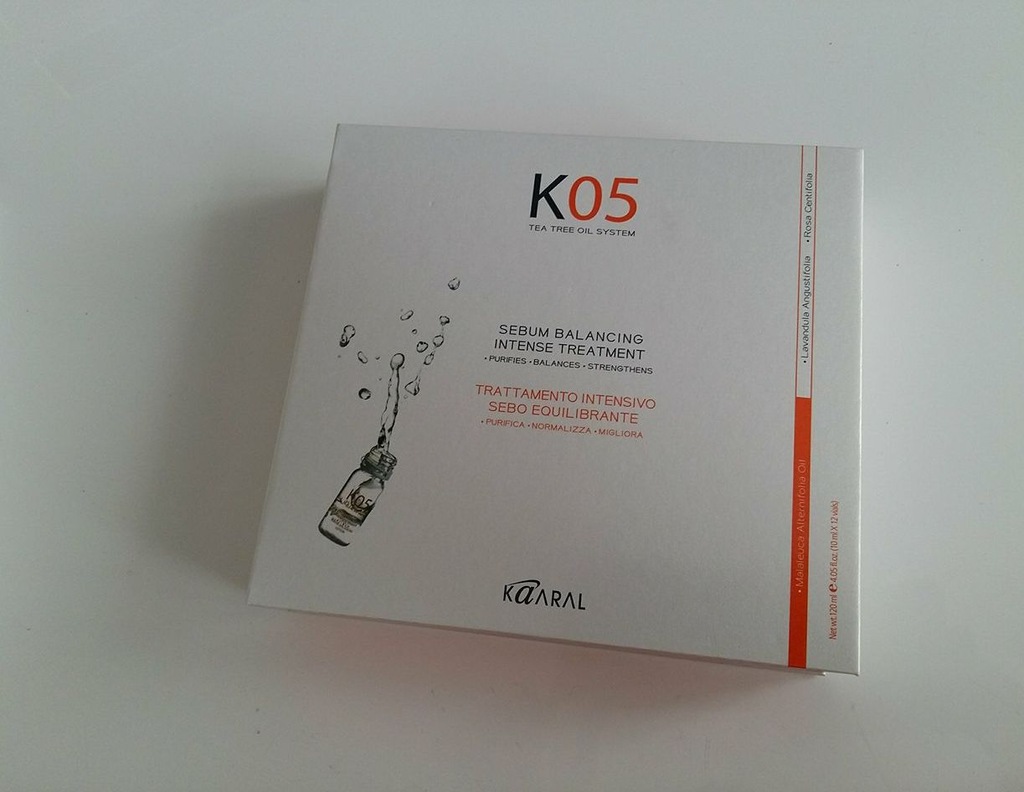 K05
TEA TREE OIL SYSTEM
SEBUM BALANCING
INTENSE TREATMENT
• PURIFIES • BALANCES • STRENGTHENS
TRATTAMENTO INTENSIVO
SEBO EQUILIBRANTE
• PURIFICA • NORMALIZZA • MIGLIORA
K05
KaARAL
• Malaleuca Alternifolia Oil
• Lavandula Angustifolia • Rosa Centifolia
Net wt. 120 ml e 4.05 fl.oz. (10 ml X 12 vials)